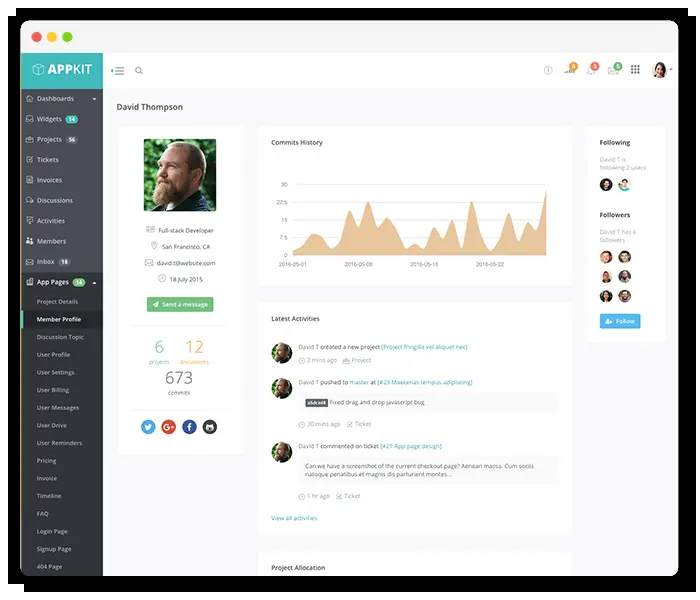 APPKIT
2
3
5
Dashboards
Widgets 14
Projects 56
Tickets
Invoices
Discussions
Activities
Members
Inbox 18
App Pages 14
Project Details
Member Profile
Discussion Topic
User Profile
User Settings
User Billing
User Messages
User Drive
User Reminders
Pricing
Invoice
Timeline
FAQ
Login Page
Signup Page
404 Page
David Thompson
Full-stack Developer
San Francisco, CA
david.t@website.com
18 July 2015
Send a message
6 12
projects discussions
673
commits
Commits History
30
22.5
15
7.5
0
2016-05-01 2016-05-08 2016-05-15 2016-05-22
Latest Activities
David T created a new project [Project fringilla vel aliquet nec]
2 mins ago Project
David T pushed to master at [#23 Maecenas tempus adipiscing]
Fixed drag and drop javascript bug
30 mins ago Ticket
David T commented on ticket [#21 App page design]
Can we have a screenshot of the current checkout page? Aenean massa. Cum sociis
natoque penatibus et magnis dis parturient montes...
1 hr ago Ticket
View all activities
Project Allocation
Following
David T is
following 2 users
Followers
David T has 6
followers
Follow